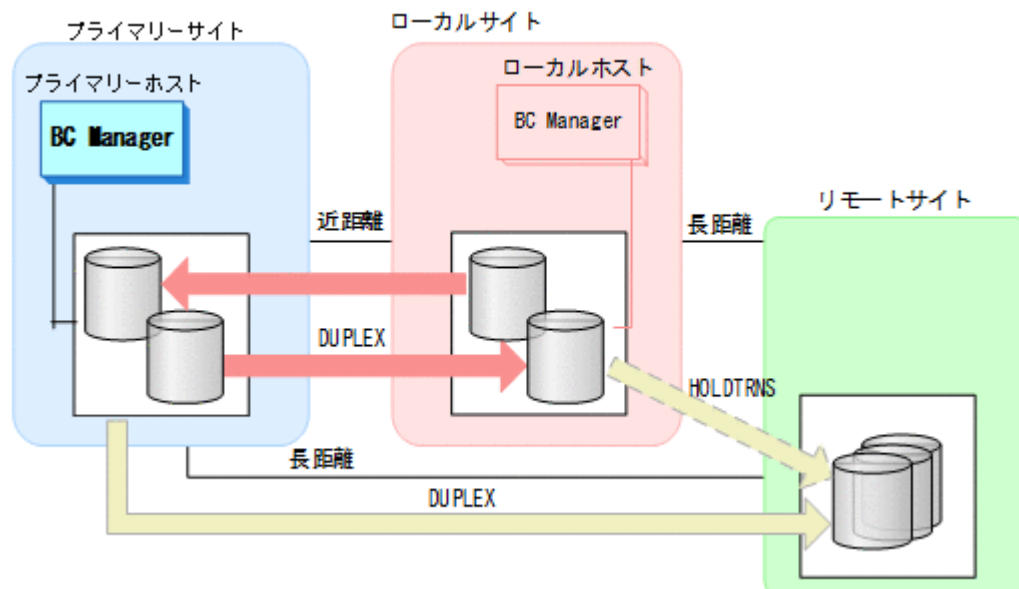 プライマリーサイト
ローカルサイト
プライマリーホスト
ローカルホスト
BC Manager
BC Manager
リモートサイト
近距離
長距離
DUPLEX
HOLDTRNS
長距離
DUPLEX